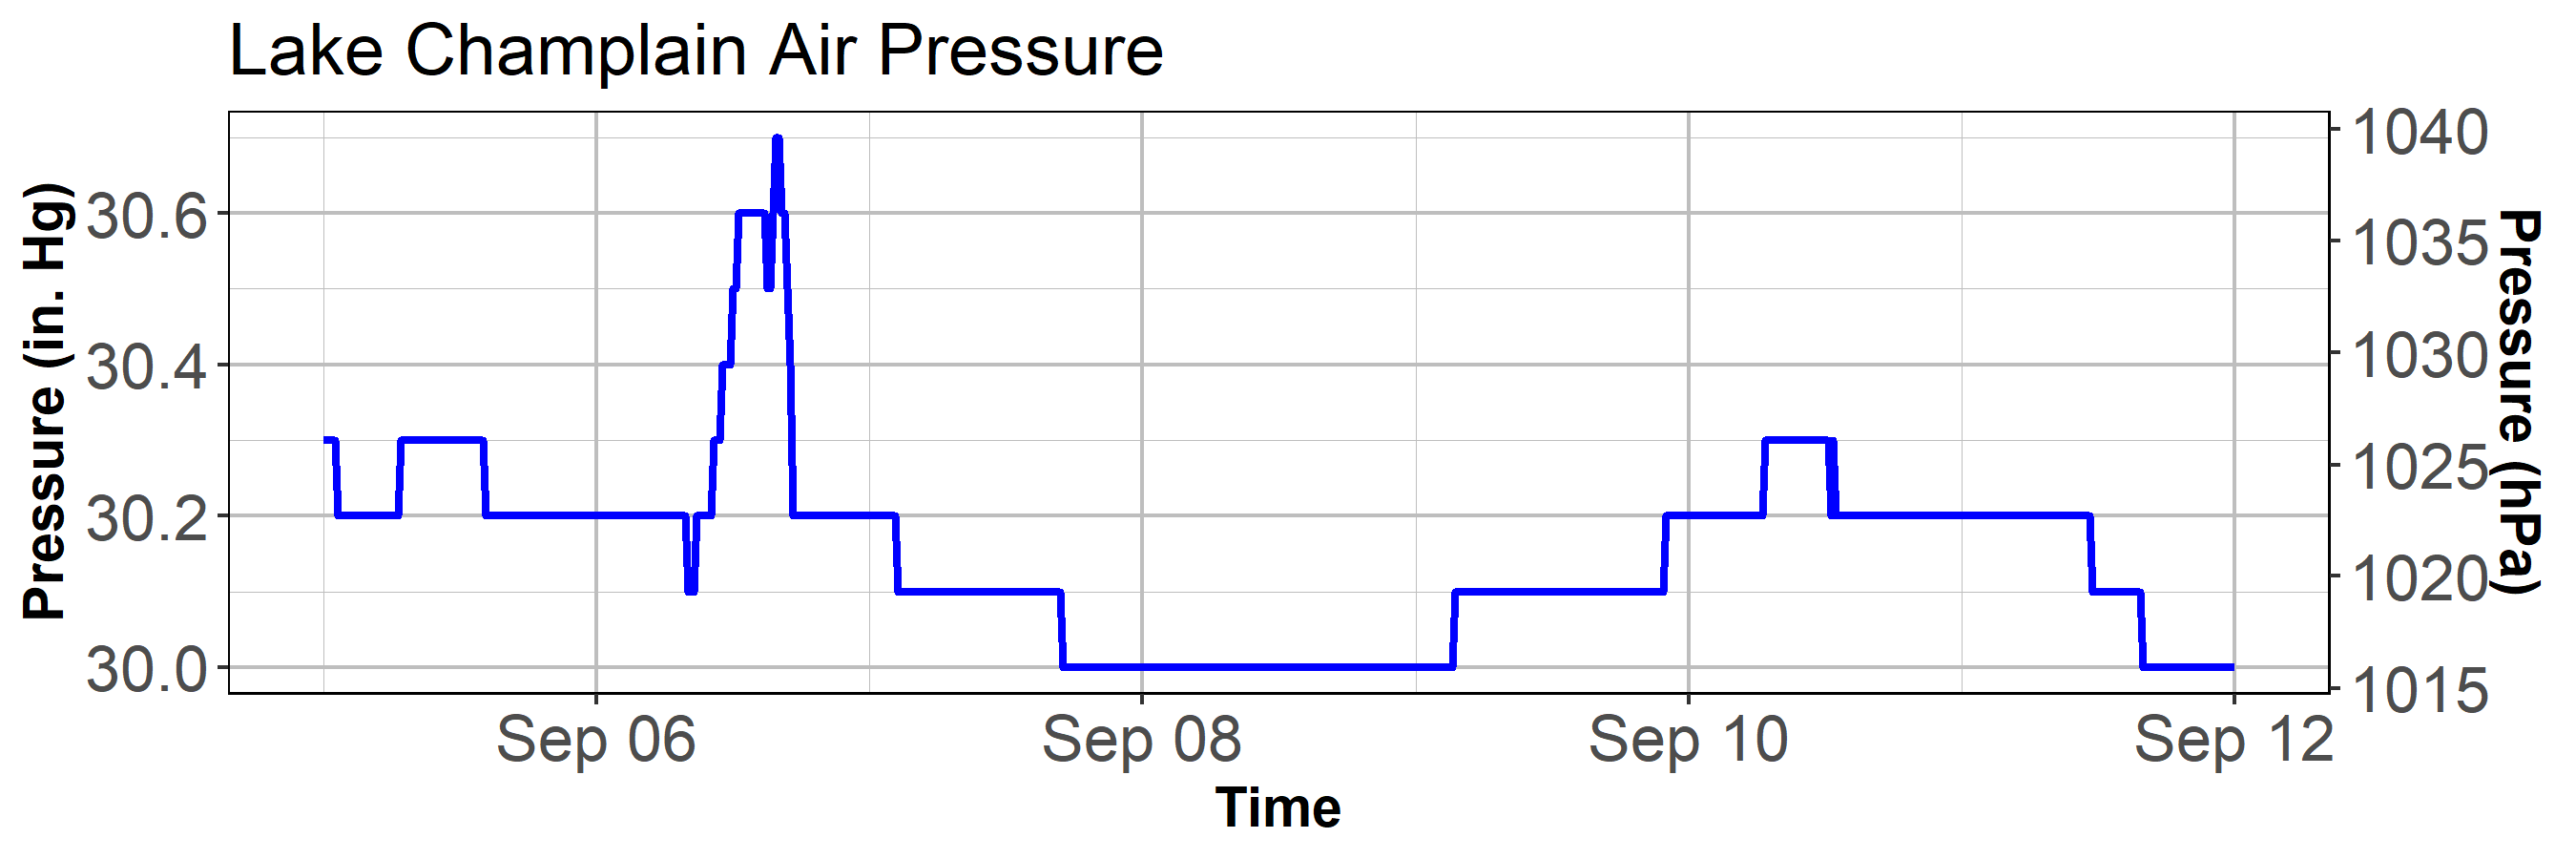 Lake Champlain Air Pressure
Pressure (in. Hg)
30.6
30.4
30.2
30.0
1040
1035
1030
1025
1020
1015
Pressure (hPa)
Sep 06 Sep 08 Sep 10 Sep 12
Time